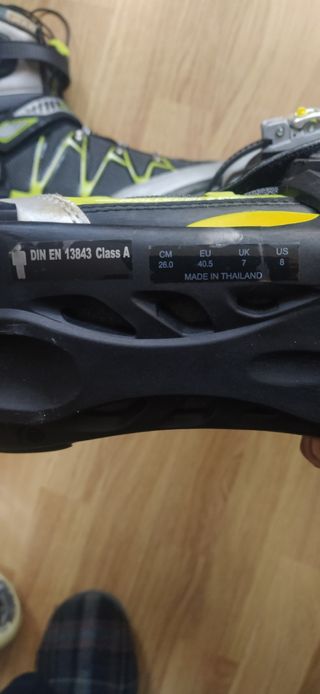 DIN EN 13843 Class A
CM EU UK US
26.0 40.5 7 8
MADE IN THAILAND